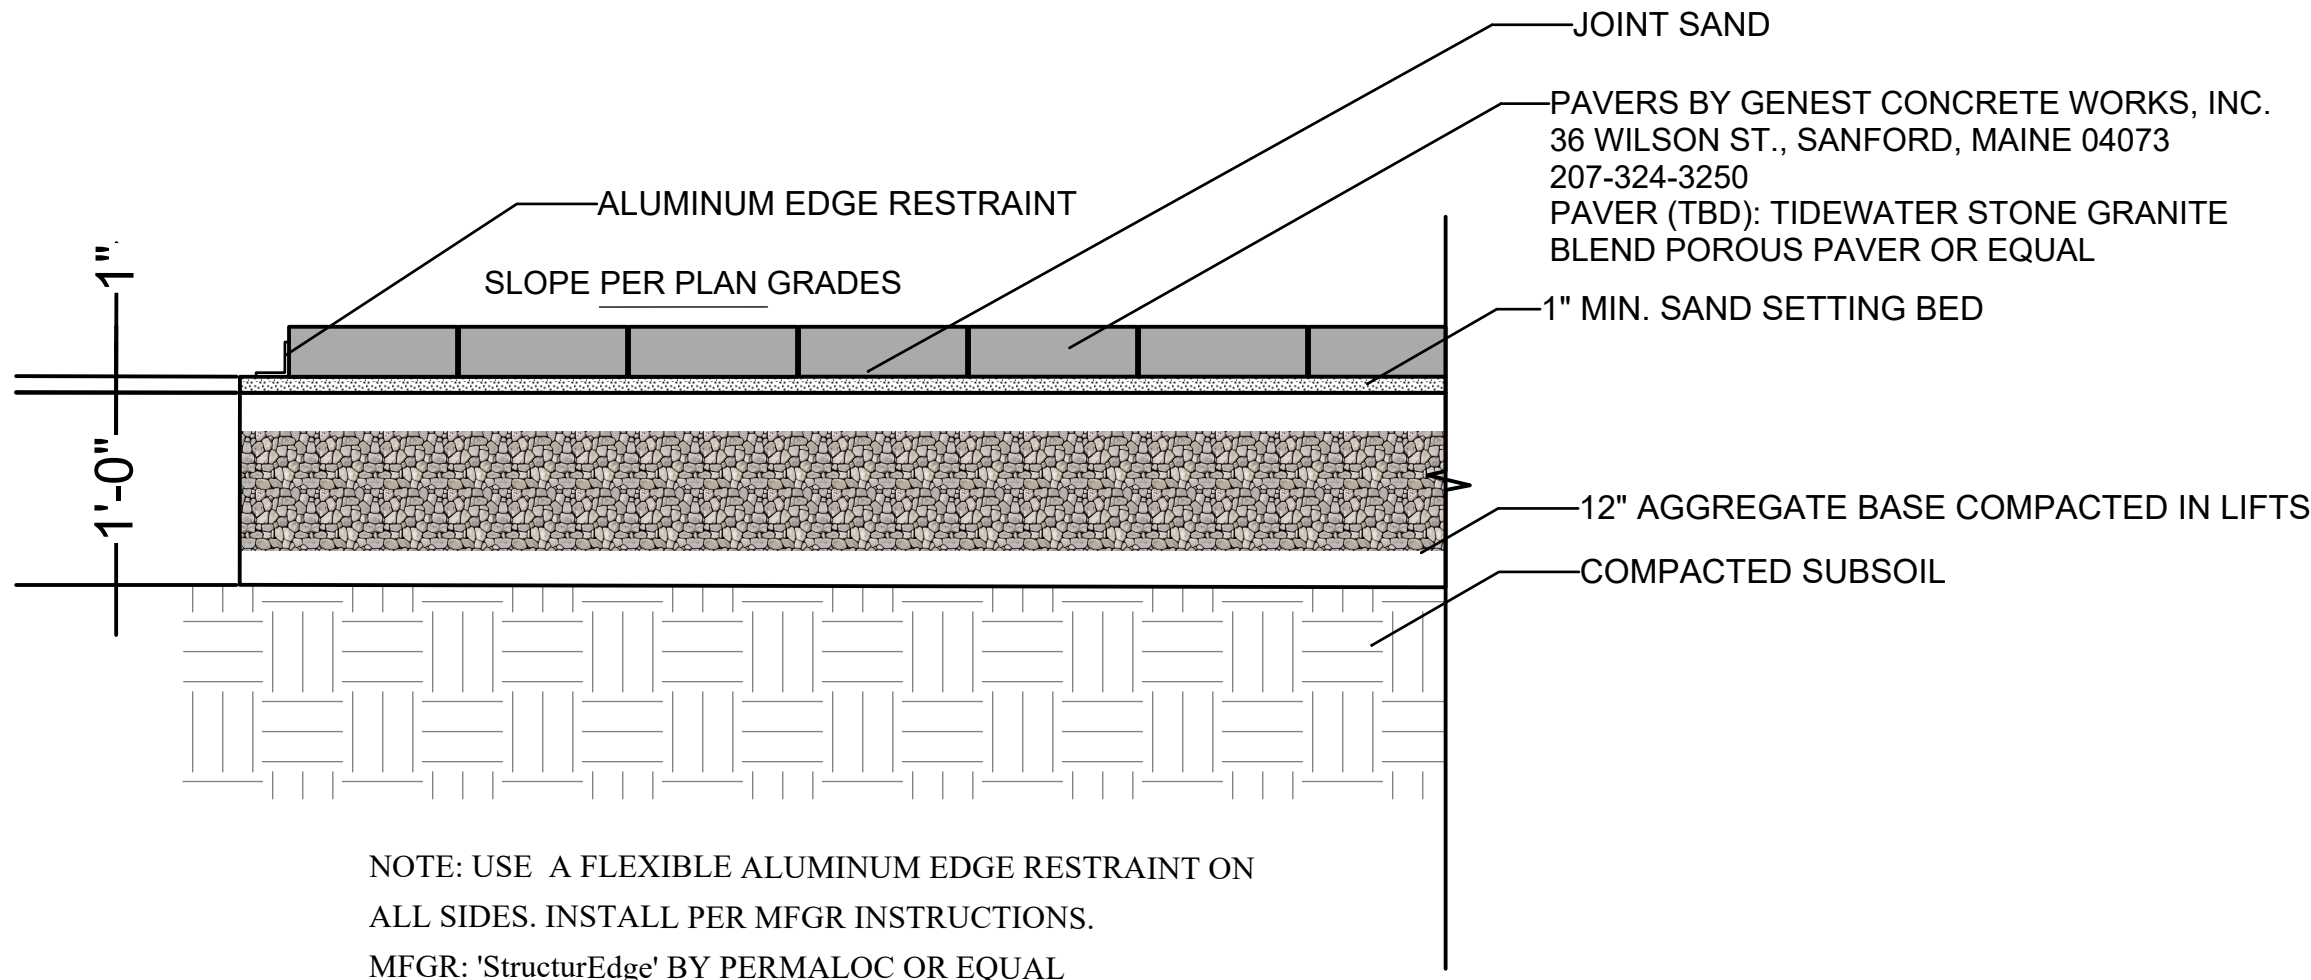 JOINT SAND
PAVERS BY GENEST CONCRETE WORKS, INC.
36 WILSON ST., SANFORD, MAINE 04073
207-324-3250
PAVER (TBD): TIDEWATER STONE GRANITE
BLEND POROUS PAVER OR EQUAL
ALUMINUM EDGE RESTRAINT
SLOPE PER PLAN GRADES
1"
1" MIN. SAND SETTING BED
1'-0"
12" AGGREGATE BASE COMPACTED IN LIFTS
COMPACTED SUBSOIL
NOTE: USE A FLEXIBLE ALUMINUM EDGE RESTRAINT ON
ALL SIDES. INSTALL PER MFGR INSTRUCTIONS.
MFGR: 'StructurEdge' BY PERMALOC OR EQUAL